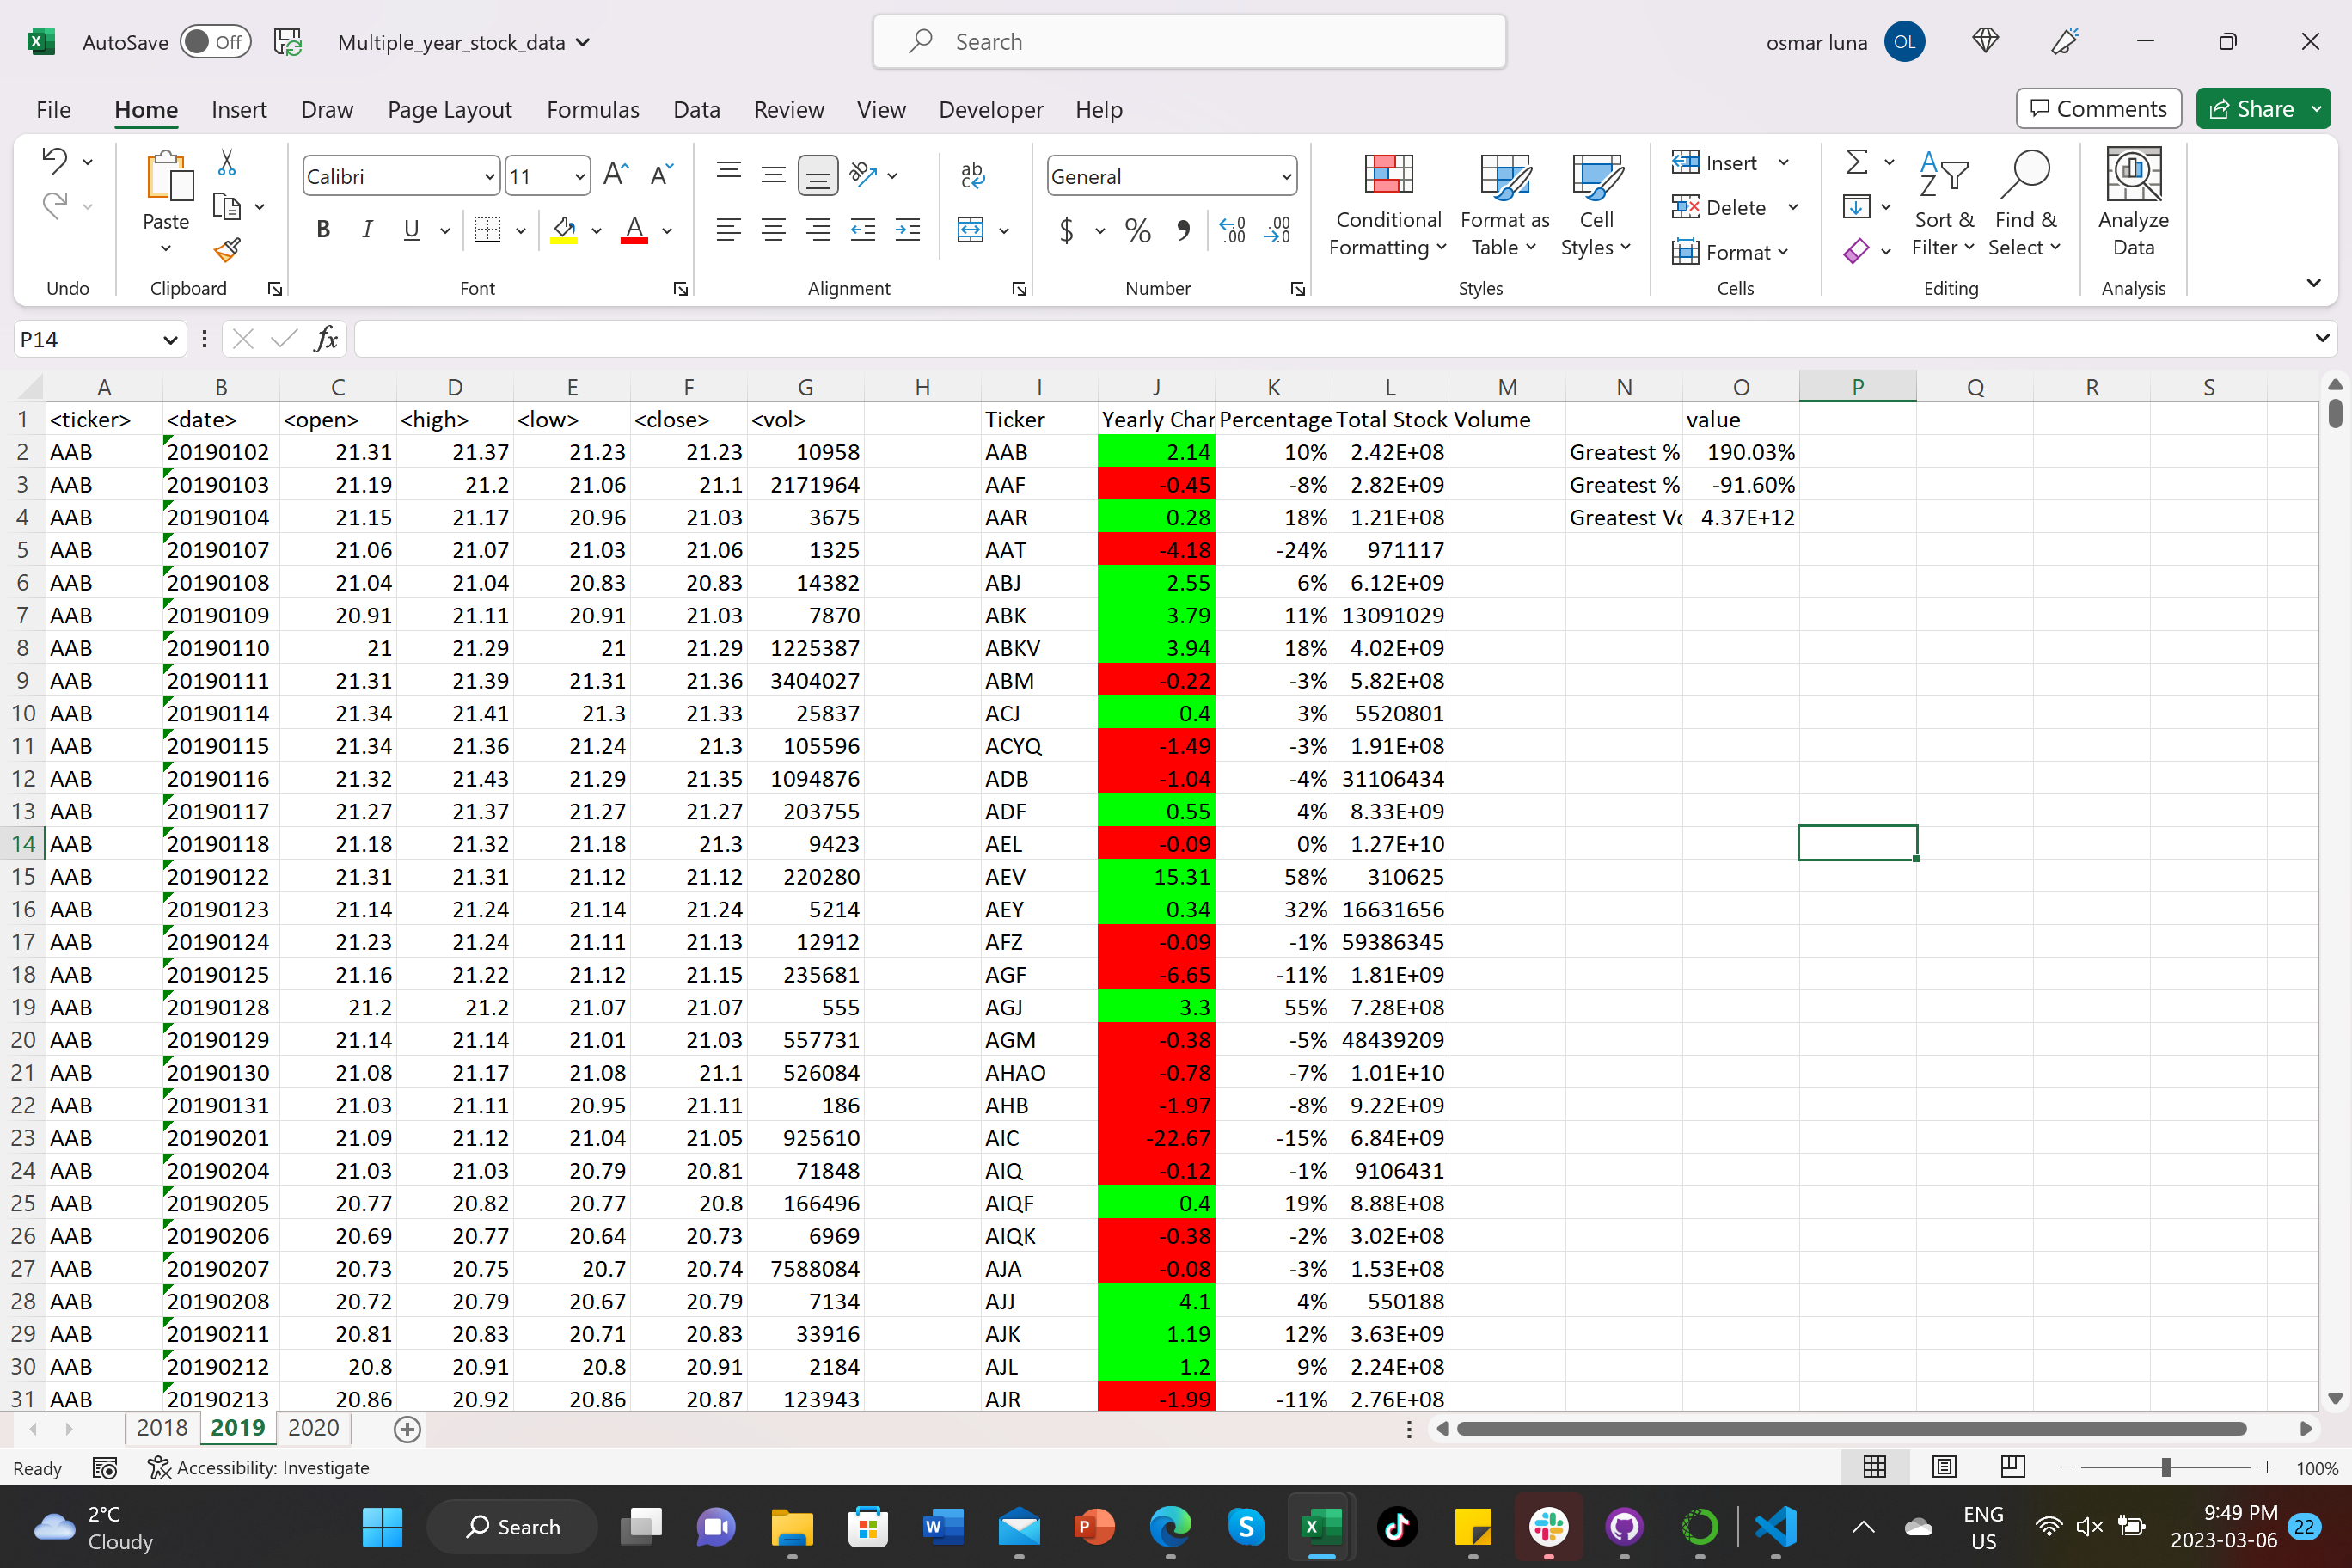 AutoSave Off Multiple_year_stock_data Search osmar luna OL
File Home Insert Draw Page Layout Formulas Data Review View Developer Help Comments Share
Paste Calibri 11 General Conditional Formatting Format as Table Cell Styles Insert Delete Format Sort & Filter Find & Select Analyze Data
Undo Clipboard Font Alignment Number Styles Cells Editing Analysis
P14 fx
A B C D E F G H I J K L M N O P Q R S
1 <ticker> <date> <open> <high> <low> <close> <vol> Ticker Yearly Char Percentage Total Stock Volume value
2 AAB 20190102 21.31 21.37 21.23 21.23 10958 AAB 2.14 10% 2.42E+08 Greatest % 190.03%
3 AAB 20190103 21.19 21.2 21.06 21.1 2171964 AAF -0.45 -8% 2.82E+09 Greatest % -91.60%
4 AAB 20190104 21.15 21.17 20.96 21.03 3675 AAR 0.28 18% 1.21E+08 Greatest Vo 4.37E+12
5 AAB 20190107 21.06 21.07 21.03 21.06 1325 AAT -4.18 -24% 971117
6 AAB 20190108 21.04 21.04 20.83 20.83 14382 ABJ 2.55 6% 6.12E+09
7 AAB 20190109 20.91 21.11 20.91 21.03 7870 ABK 3.79 11% 13091029
8 AAB 20190110 21 21.29 21 21.29 1225387 ABKV 3.94 18% 4.02E+09
9 AAB 20190111 21.31 21.39 21.31 21.36 3404027 ABM -0.22 -3% 5.82E+08
10 AAB 20190114 21.34 21.41 21.3 21.33 25837 ACJ 0.4 3% 5520801
11 AAB 20190115 21.34 21.36 21.24 21.3 105596 ACYQ -1.49 -3% 1.91E+08
12 AAB 20190116 21.32 21.43 21.29 21.35 1094876 ADB -1.04 -4% 31106434
13 AAB 20190117 21.27 21.37 21.27 21.27 203755 ADF 0.55 4% 8.33E+09
14 AAB 20190118 21.18 21.32 21.18 21.3 9423 AEL -0.09 0% 1.27E+10
15 AAB 20190122 21.31 21.31 21.12 21.12 220280 AEV 15.31 58% 310625
16 AAB 20190123 21.14 21.24 21.14 21.24 5214 AEY 0.34 32% 16631656
17 AAB 20190124 21.23 21.24 21.11 21.13 12912 AFZ -0.09 -1% 59386345
18 AAB 20190125 21.16 21.22 21.12 21.15 235681 AGF -6.65 -11% 1.81E+09
19 AAB 20190128 21.2 21.2 21.07 21.07 555 AGJ 3.3 55% 7.28E+08
20 AAB 20190129 21.14 21.14 21.01 21.03 557731 AGM -0.38 -5% 48439209
21 AAB 20190130 21.08 21.17 21.08 21.1 526084 AHAO -0.78 -7% 1.01E+10
22 AAB 20190131 21.03 21.11 20.95 21.11 186 AHB -1.97 -8% 9.22E+09
23 AAB 20190201 21.09 21.12 21.04 21.05 925610 AIC -22.67 -15% 6.84E+09
24 AAB 20190204 21.03 21.03 20.79 20.81 71848 AIQ -0.12 -1% 9106431
25 AAB 20190205 20.77 20.82 20.77 20.8 166496 AIQF 0.4 19% 8.88E+08
26 AAB 20190206 20.69 20.77 20.64 20.73 6969 AIQK -0.38 -2% 3.02E+08
27 AAB 20190207 20.73 20.75 20.7 20.74 7588084 AJA -0.08 -3% 1.53E+08
28 AAB 20190208 20.72 20.79 20.67 20.79 7134 AJJ 4.1 4% 550188
29 AAB 20190211 20.81 20.83 20.71 20.83 33916 AJK 1.19 12% 3.63E+09
30 AAB 20190212 20.8 20.91 20.8 20.91 2184 AJL 1.2 9% 2.24E+08
31 AAB 20190213 20.86 20.92 20.86 20.87 123943 AJR -1.99 -11% 2.76E+08
2018 2019 2020
Ready Accessibility: Investigate 100%
2°C Cloudy Search ENG US 9:49 PM 2023-03-06 22